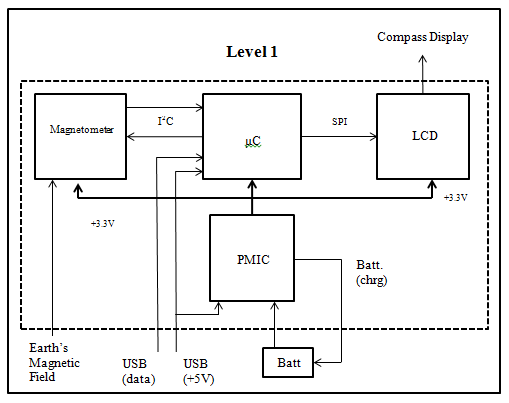 Compass Display
Level 1
Magnetometer
I²C
μC
SPI
LCD
+3.3V
+3.3V
PMIC
Batt.
(chrg)
Earth's
Magnetic
Field
USB
(data)
USB
(+5V)
Batt